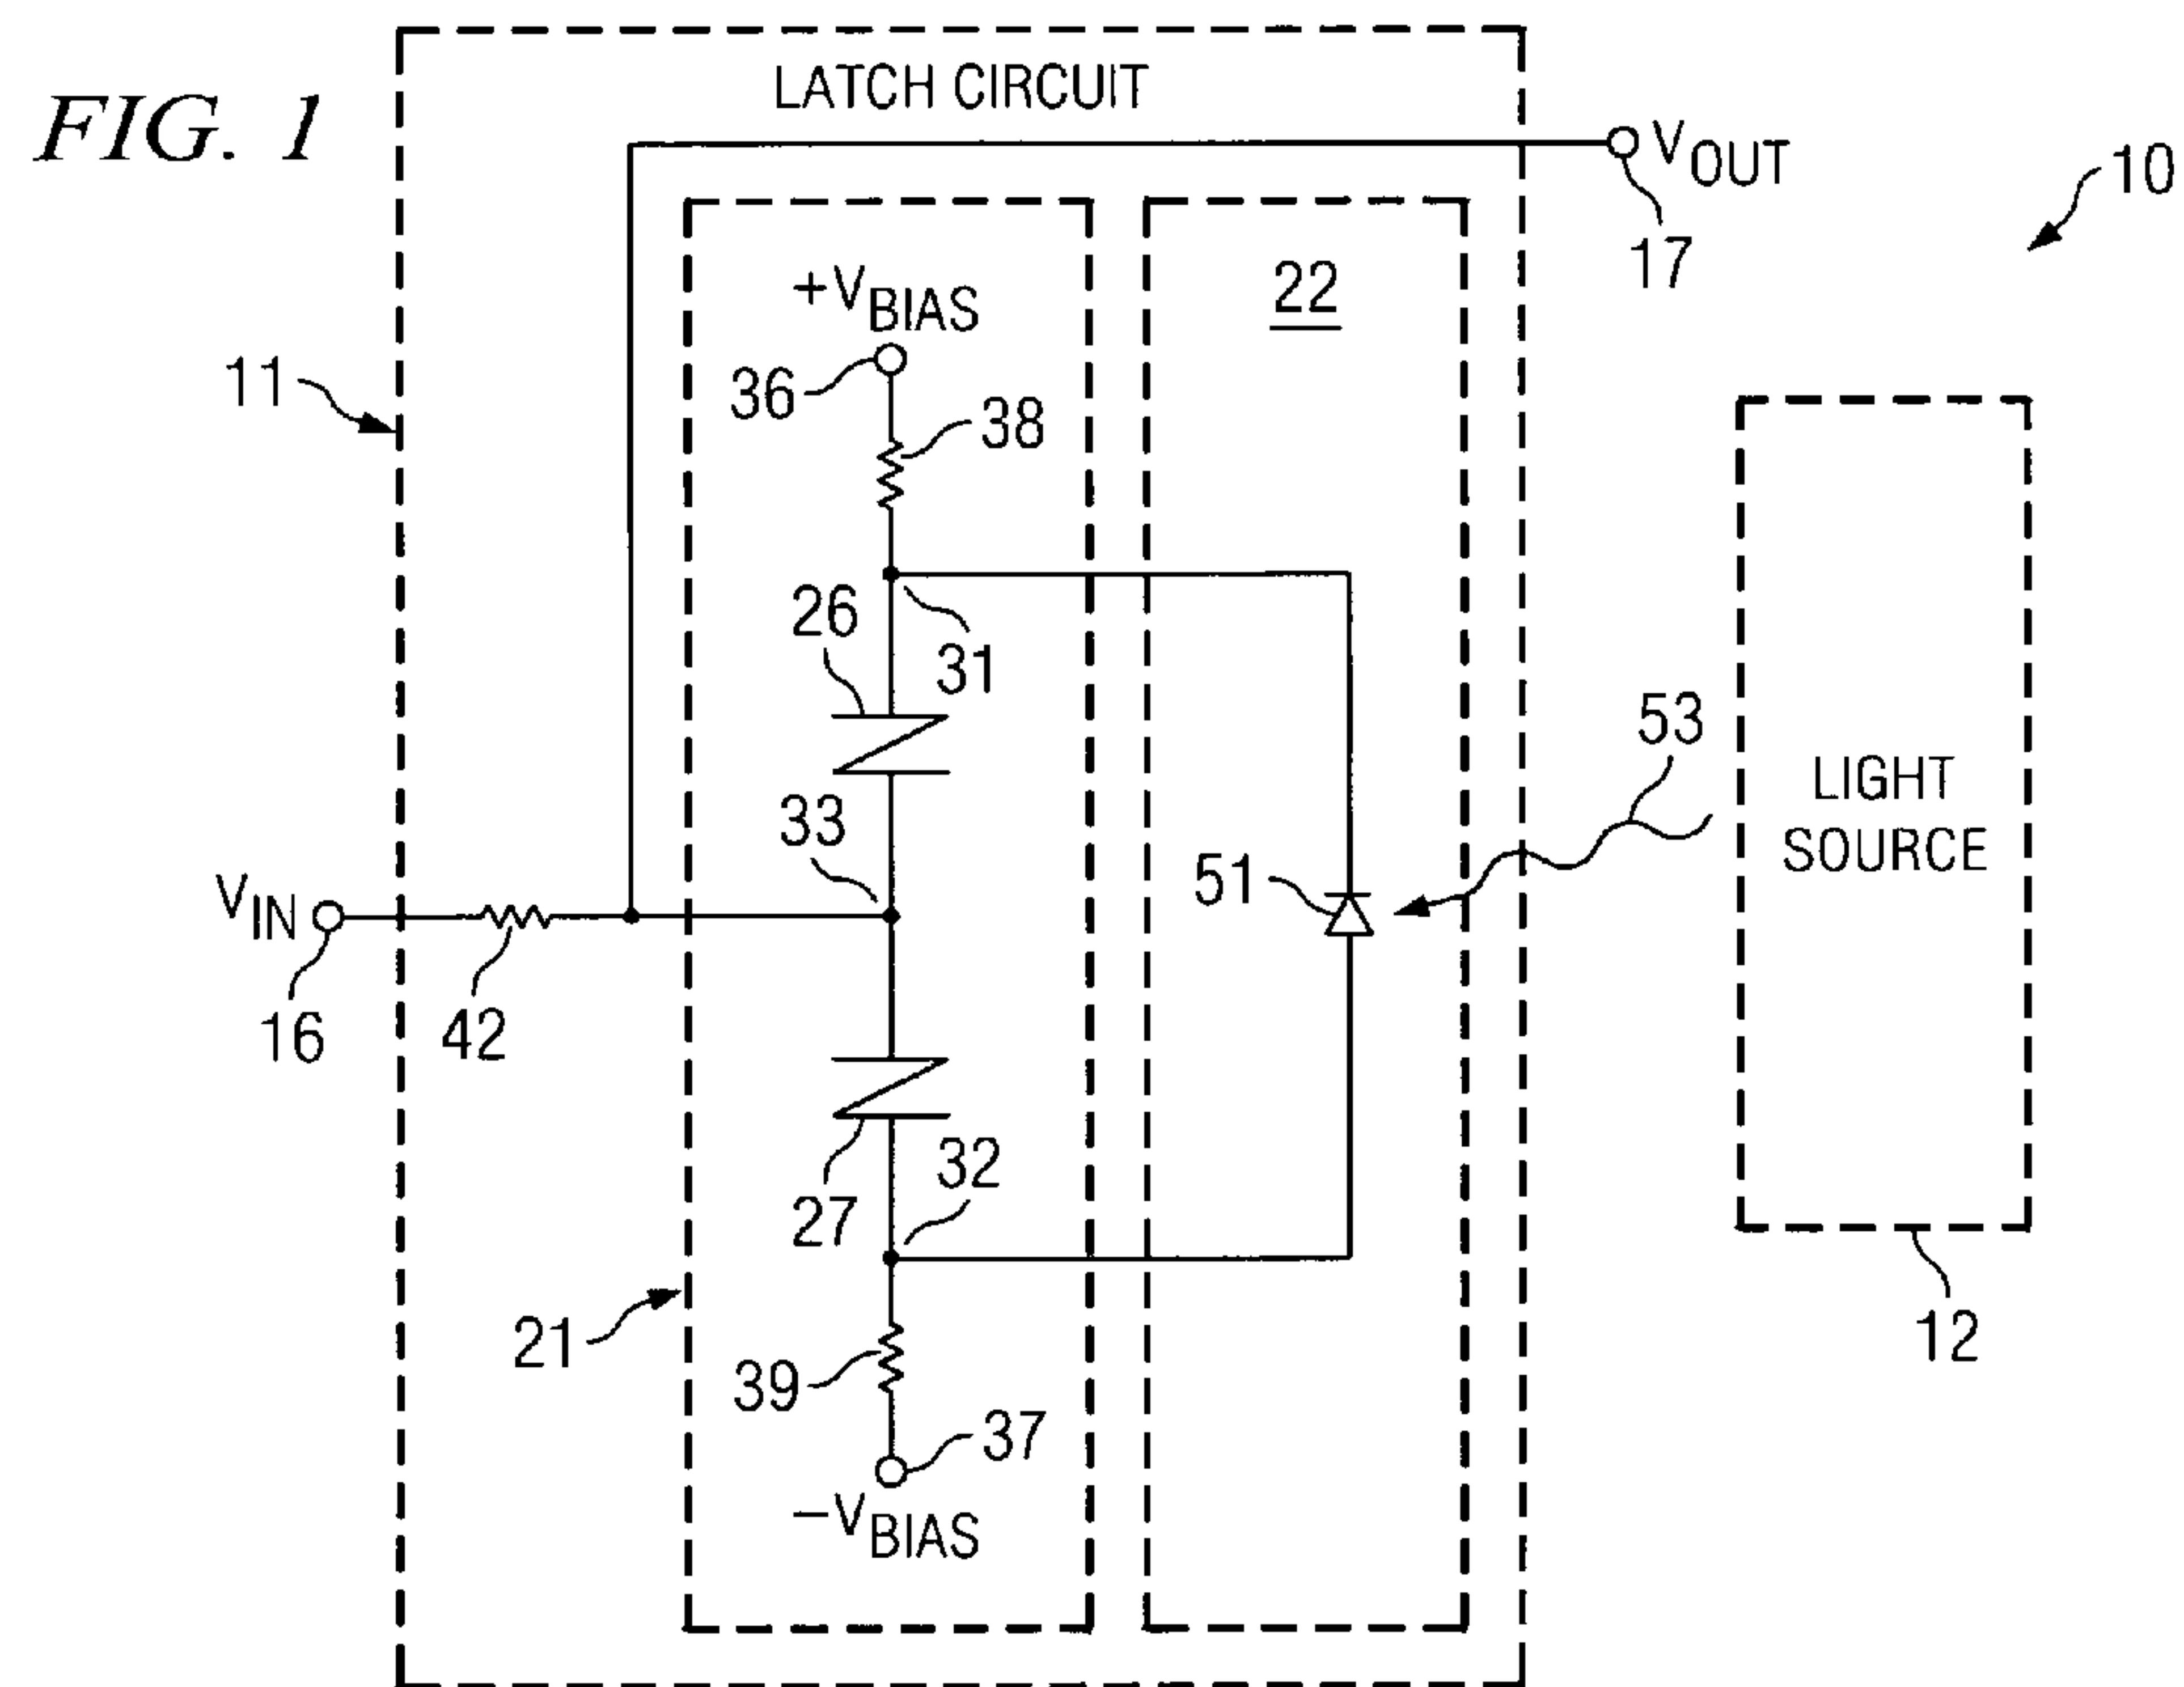 FIG. 1
LATCH CIRCUIT
VOUT
10
17
+VBIAS
22
36
38
11
26
31
53
LIGHT
SOURCE
33
51
VIN
16
42
32
27
21
39
12
37
−VBIAS